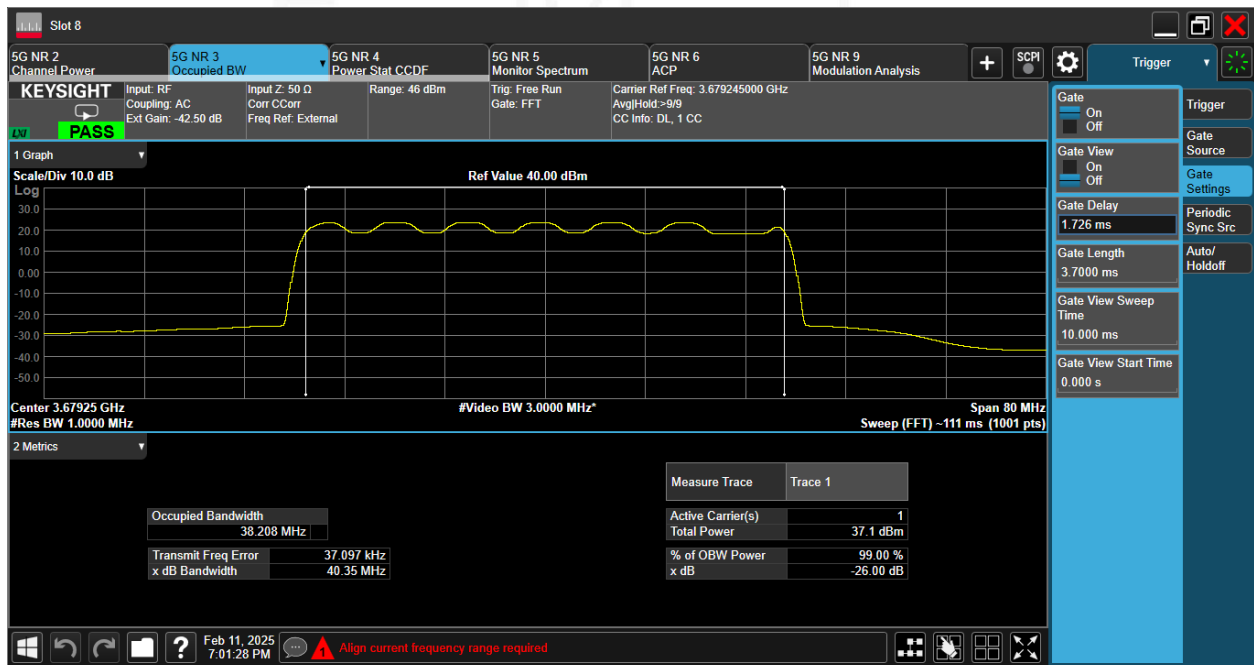 Slot 8
5G NR 2
Channel Power
5G NR 3
Occupied BW
5G NR 4
Power Stat CCDF
5G NR 5
Monitor Spectrum
5G NR 6
ACP
5G NR 9
Modulation Analysis
SCPI
Trigger
KEYSIGHT
LXI
PASS
Input: RF
Coupling: AC
Ext Gain: -42.50 dB
Input Z: 50 Ω
Corr CCorr
Freq Ref: External
Range: 46 dBm
Trig: Free Run
Gate: FFT
Carrier Ref Freq: 3.679245000 GHz
Avg|Hold:>9/9
CC Info: DL, 1 CC
1 Graph
Scale/Div 10.0 dB
Ref Value 40.00 dBm
Log
30.0
20.0
10.0
0.00
-10.0
-20.0
-30.0
-40.0
-50.0
Center 3.67925 GHz
#Video BW 3.0000 MHz*
Span 80 MHz
#Res BW 1.0000 MHz
Sweep (FFT) ~111 ms (1001 pts)
2 Metrics
Measure Trace Trace 1
Occupied Bandwidth
38.208 MHz
Active Carrier(s) 1
Total Power 37.1 dBm
Transmit Freq Error 37.097 kHz
x dB Bandwidth 40.35 MHz
% of OBW Power 99.00 %
x dB -26.00 dB
Gate
On
Off
Gate View
On
Off
Gate Delay
1.726 ms
Gate Length
3.7000 ms
Gate View Sweep
Time
10.000 ms
Gate View Start Time
0.000 s
Trigger
Gate
Source
Gate
Settings
Periodic
Sync Src
Auto/
Holdoff
?
Feb 11, 2025
7:01:28 PM
1
Align current frequency range required